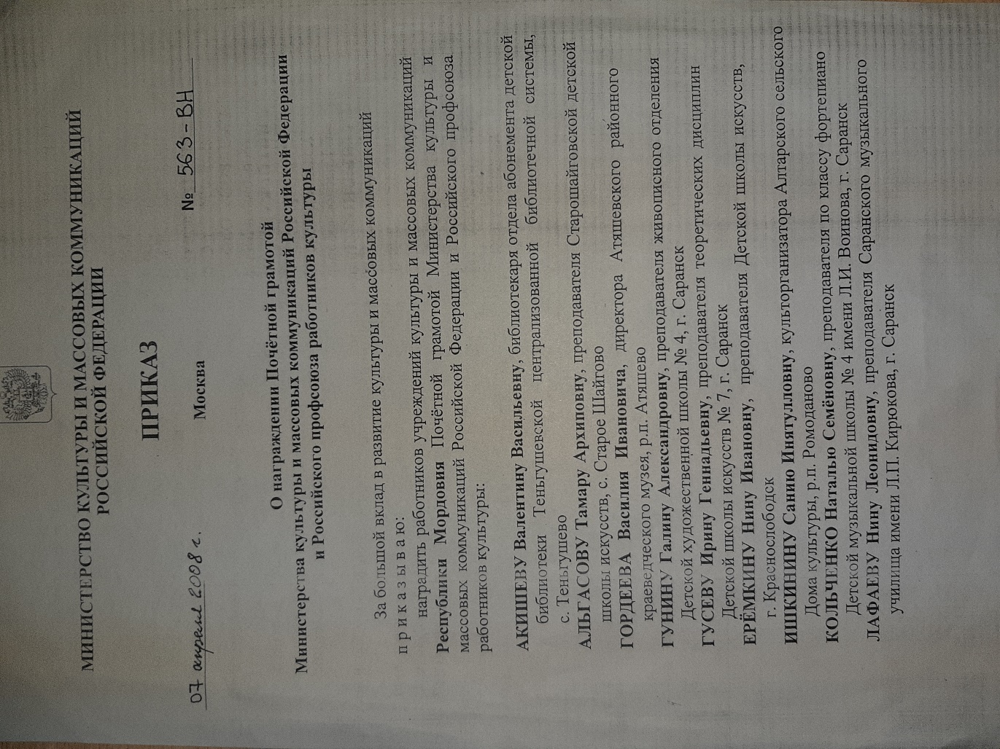 МИНИСТЕРСТВО КУЛЬТУРЫ И МАССОВЫХ КОММУНИКАЦИЙ
РОССИЙСКОЙ ФЕДЕРАЦИИ
ПРИКАЗ
07 апреля 2008 г. Москва № 563-ВН
О награждении Почётной грамотой
Министерства культуры и массовых коммуникаций Российской Федерации
и Российского профсоюза работников культуры
За большой вклад в развитие культуры и массовых коммуникаций
п р и к а з ы в а ю:
наградить работников учреждений культуры и массовых коммуникаций
Республики Мордовия Почётной грамотой Министерства культуры и
массовых коммуникаций Российской Федерации и Российского профсоюза
работников культуры:
АКИШЕВУ Валентину Васильевну, библиотекаря отдела абонемента детской
библиотеки Теньгушевской централизованной библиотечной системы,
с. Теньгушево
АЛЬГАСОВУ Тамару Архиповну, преподавателя Старошайговской детской
школы искусств, с. Старое Шайгово
ГОРДЕЕВА Василия Ивановича, директора Атяшевского районного
краеведческого музея, р.п. Атяшево
ГУНИНУ Галину Александровну, преподавателя живописного отделения
Детской художественной школы № 4, г. Саранск
ГУСЕВУ Ирину Геннадьевну, преподавателя теоретических дисциплин
Детской школы искусств № 7, г. Саранск
ЕРЁМКИНУ Нину Ивановну, преподавателя Детской школы искусств,
г. Краснослободск
ИШКИНИНУ Санию Инятулловну, культорганизатора Алтарского сельского
Дома культуры, р.п. Ромоданово
КОЛЬЧЕНКО Наталью Семёновну, преподавателя по классу фортепиано
Детской музыкальной школы № 4 имени Л.И. Воинова, г. Саранск
ЛАФАЕВУ Нину Леонидовну, преподавателя Саранского музыкального
училища имени Л.П. Кирюкова, г. Саранск